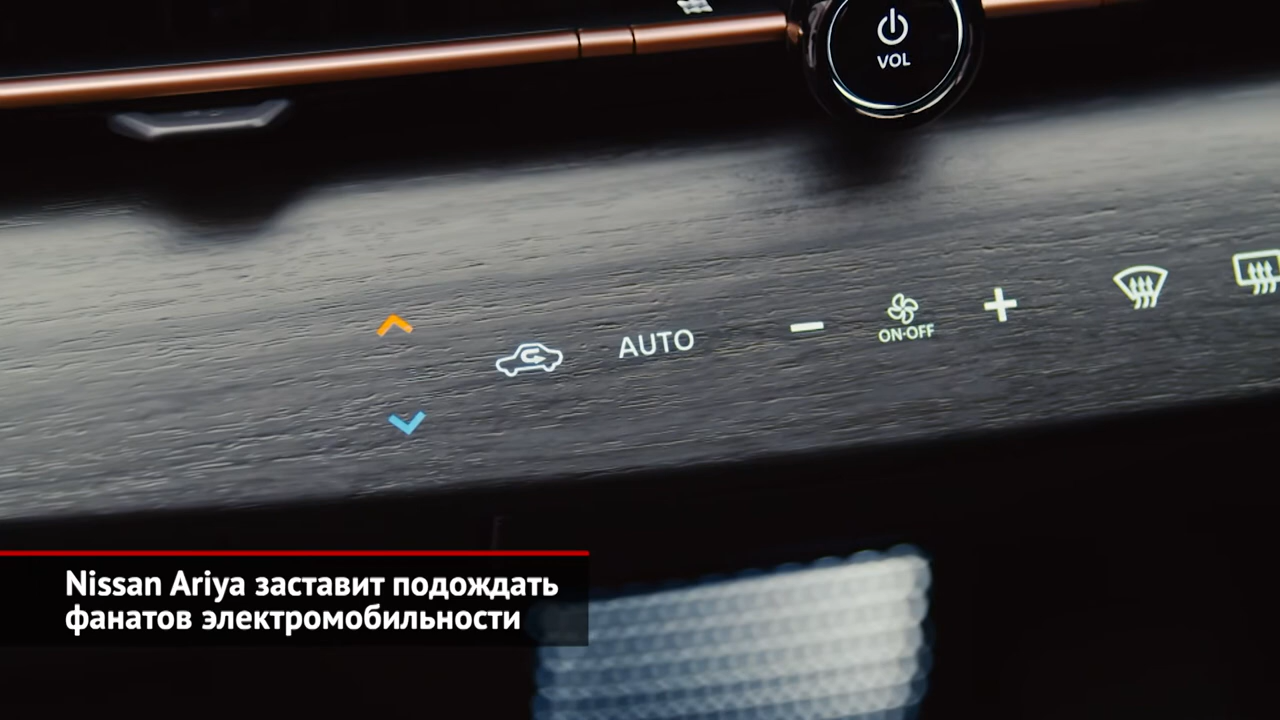 VOL
AUTO
ON·OFF
Nissan Ariya заставит подождать
фанатов электромобильности